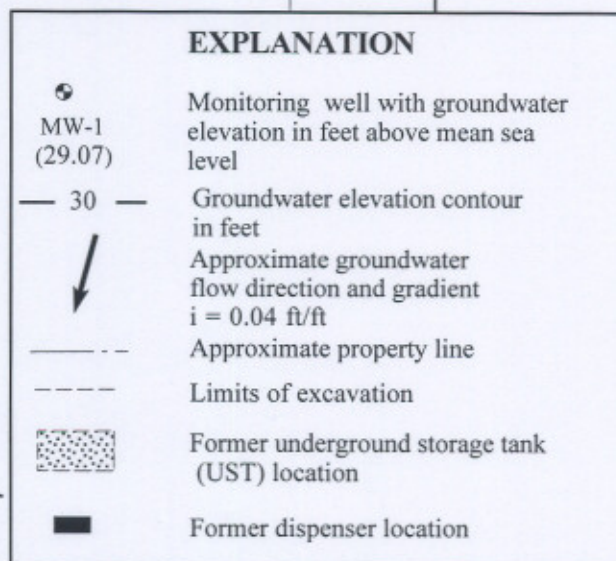 EXPLANATION
MW-1
(29.07)
Monitoring well with groundwater
elevation in feet above mean sea
level
— 30 —
Groundwater elevation contour
in feet
Approximate groundwater
flow direction and gradient
i = 0.04 ft/ft
Approximate property line
Limits of excavation
Former underground storage tank
(UST) location
Former dispenser location